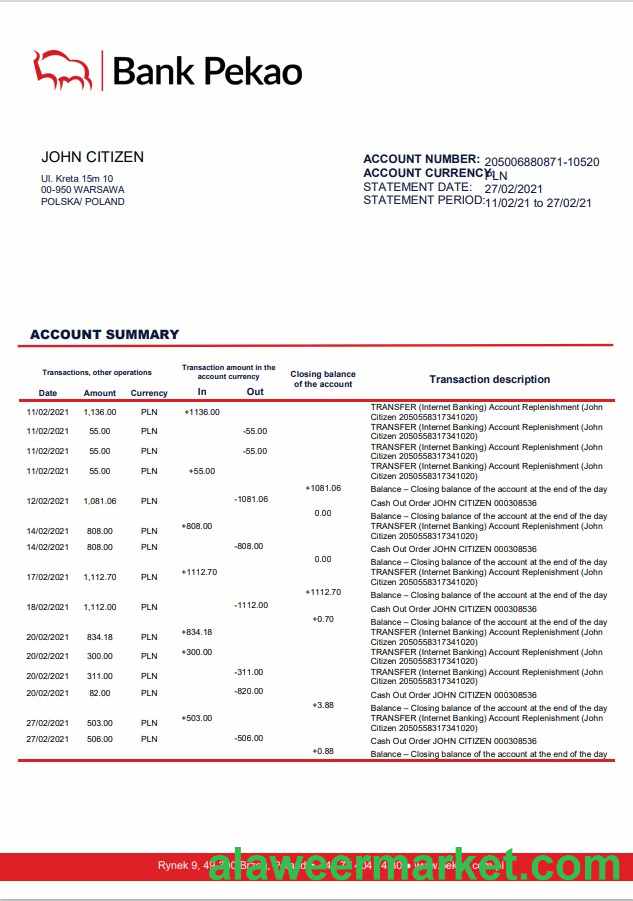 Bank Pekao
JOHN CITIZEN
Ul. Kreta 15m 10
00-950 WARSAWA
POLSKA/ POLAND
ACCOUNT NUMBER: 205006880871-10520
ACCOUNT CURRENCY: PLN
STATEMENT DATE: 27/02/2021
STATEMENT PERIOD: 11/02/21 to 27/02/21
ACCOUNT SUMMARY
Transactions, other operations
Transaction amount in the
account currency
Closing balance
of the account
Transaction description
Date Amount Currency In Out
11/02/2021 1,136.00 PLN +1136.00 TRANSFER (Internet Banking) Account Replenishment (John
Citizen 2050558317341020)
11/02/2021 55.00 PLN -55.00 TRANSFER (Internet Banking) Account Replenishment (John
Citizen 2050558317341020)
11/02/2021 55.00 PLN -55.00 TRANSFER (Internet Banking) Account Replenishment (John
Citizen 2050558317341020)
11/02/2021 55.00 PLN +55.00 TRANSFER (Internet Banking) Account Replenishment (John
Citizen 2050558317341020)
+1081.06 Balance – Closing balance of the account at the end of the day
12/02/2021 1,081.06 PLN -1081.06 Cash Out Order JOHN CITIZEN 000308536
0.00 Balance – Closing balance of the account at the end of the day
14/02/2021 808.00 PLN +808.00 TRANSFER (Internet Banking) Account Replenishment (John
Citizen 2050558317341020)
14/02/2021 808.00 PLN -808.00 Cash Out Order JOHN CITIZEN 000308536
0.00 Balance – Closing balance of the account at the end of the day
17/02/2021 1,112.70 PLN +1112.70 TRANSFER (Internet Banking) Account Replenishment (John
Citizen 2050558317341020)
+1112.70 Balance – Closing balance of the account at the end of the day
18/02/2021 1,112.00 PLN -1112.00 Cash Out Order JOHN CITIZEN 000308536
+0.70 Balance – Closing balance of the account at the end of the day
20/02/2021 834.18 PLN +834.18 TRANSFER (Internet Banking) Account Replenishment (John
Citizen 2050558317341020)
20/02/2021 300.00 PLN +300.00 TRANSFER (Internet Banking) Account Replenishment (John
Citizen 2050558317341020)
20/02/2021 311.00 PLN -311.00 TRANSFER (Internet Banking) Account Replenishment (John
Citizen 2050558317341020)
20/02/2021 82.00 PLN -820.00 Cash Out Order JOHN CITIZEN 000308536
+3.88 Balance – Closing balance of the account at the end of the day
27/02/2021 503.00 PLN +503.00 TRANSFER (Internet Banking) Account Replenishment (John
Citizen 2050558317341020)
27/02/2021 506.00 PLN -506.00 Cash Out Order JOHN CITIZEN 000308536
+0.88 Balance – Closing balance of the account at the end of the day
Rynek 9,
alaweermarket.com